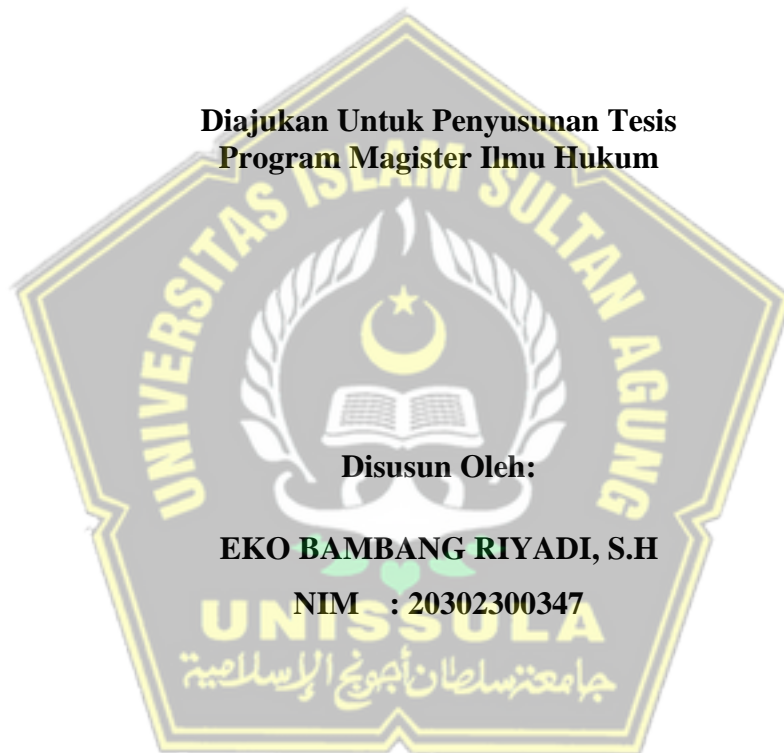 Diajukan Untuk Penyusunan Tesis
Program Magister Ilmu Hukum
UNIVERSITAS ISLAM SULTAN AGUNG
Disusun Oleh:
EKO BAMBANG RIYADI, S.H
NIM : 20302300347
UNISSULA
جامعة سلطان أجونج الإسلامية